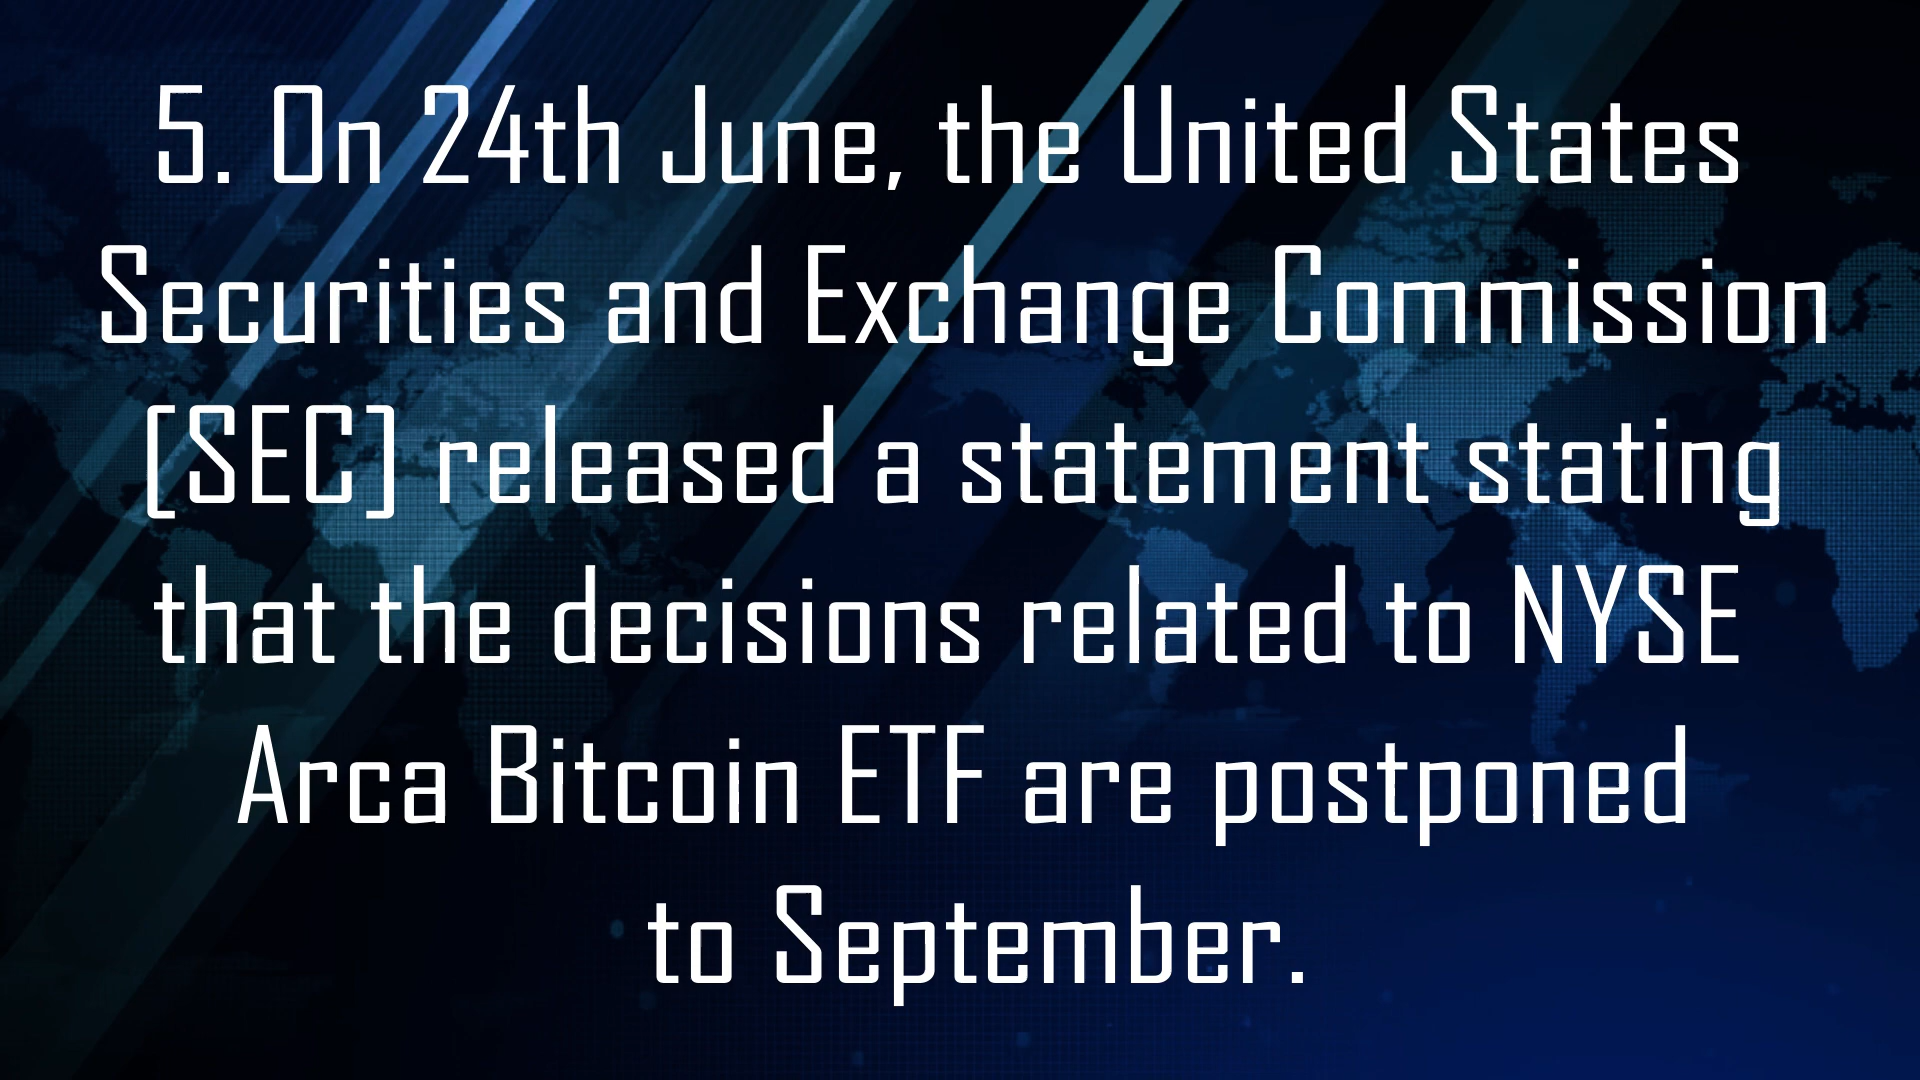 5. On 24th June, the United States
Securities and Exchange Commission
[SEC] released a statement stating
that the decisions related to NYSE
Arca Bitcoin ETF are postponed
to September.